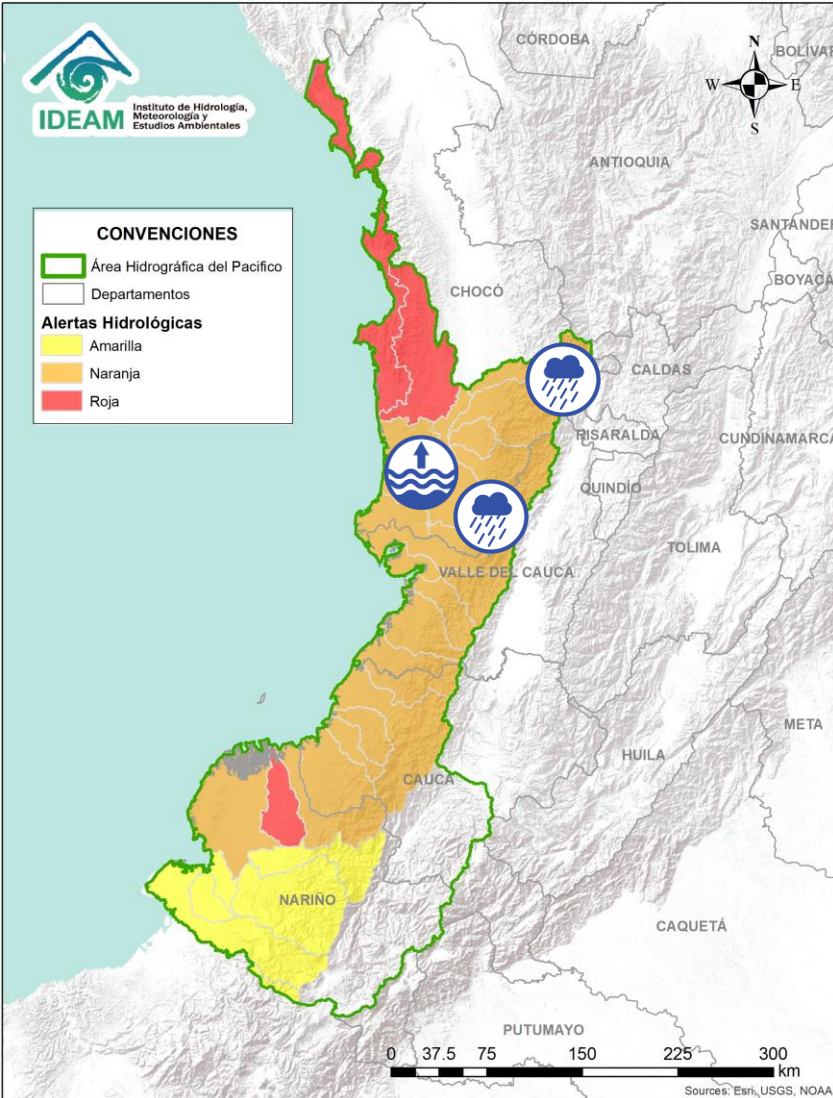 IDEAM
Instituto de Hidrología,
Meteorología y
Estudios Ambientales
CONVENCIONES
Área Hidrográfica del Pacifico
Departamentos
Alertas Hidrológicas
Amarilla
Naranja
Roja
N
W
E
S
CÓRDOBA
BOLÍVAR
ANTIOQUIA
SANTANDER
BOYACÁ
CHOCÓ
CALDAS
RISARALDA
CUNDINAMARCA
QUINDÍO
TOLIMA
VALLE DEL CAUCA
META
HUILA
CAUCA
NARIÑO
CAQUETÁ
PUTUMAYO
0 37.5 75 150 225 300
km
Sources: Esri, USGS, NOAA